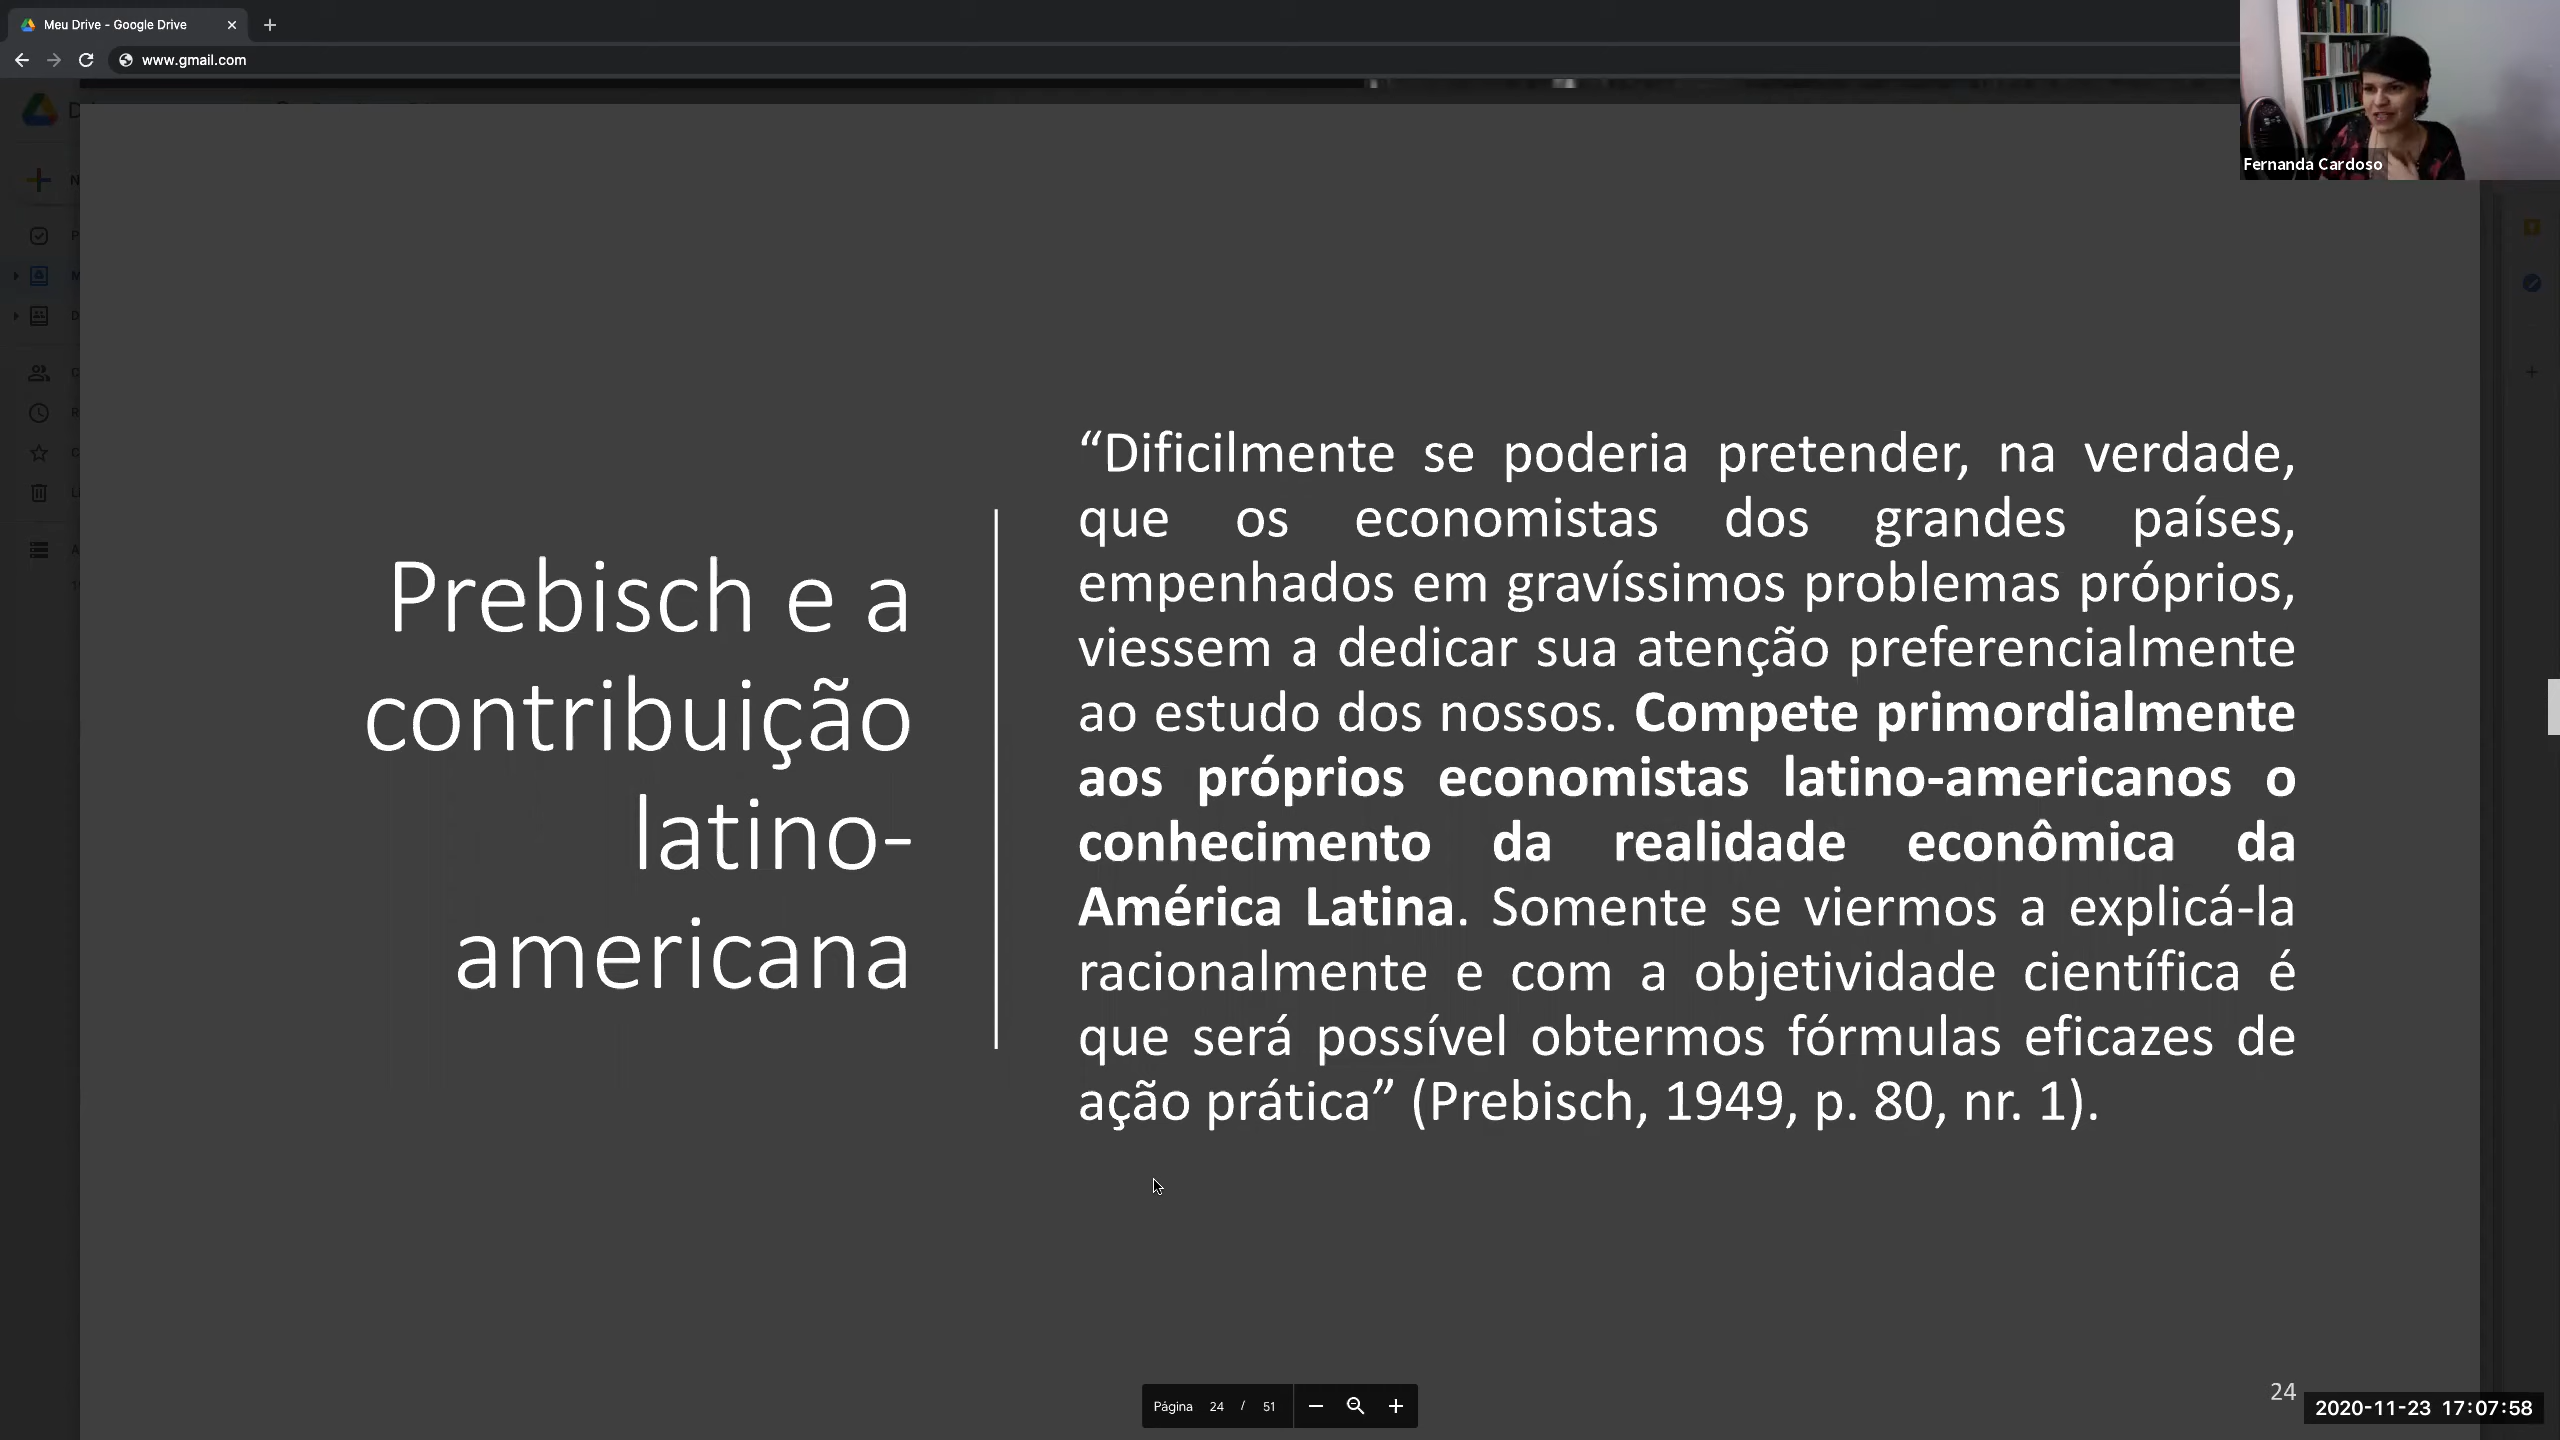 Meu Drive - Google Drive
www.gmail.com
Fernanda Cardoso
Prebisch e a
contribuição
latino-
americana
“Dificilmente se poderia pretender, na verdade,
que os economistas dos grandes países,
empenhados em gravíssimos problemas próprios,
viessem a dedicar sua atenção preferencialmente
ao estudo dos nossos. Compete primordialmente
aos próprios economistas latino-americanos o
conhecimento da realidade econômica da
América Latina. Somente se viermos a explicá-la
racionalmente e com a objetividade científica é
que será possível obtermos fórmulas eficazes de
ação prática” (Prebisch, 1949, p. 80, nr. 1).
24
Página 24 / 51
2020-11-23 17:07:58